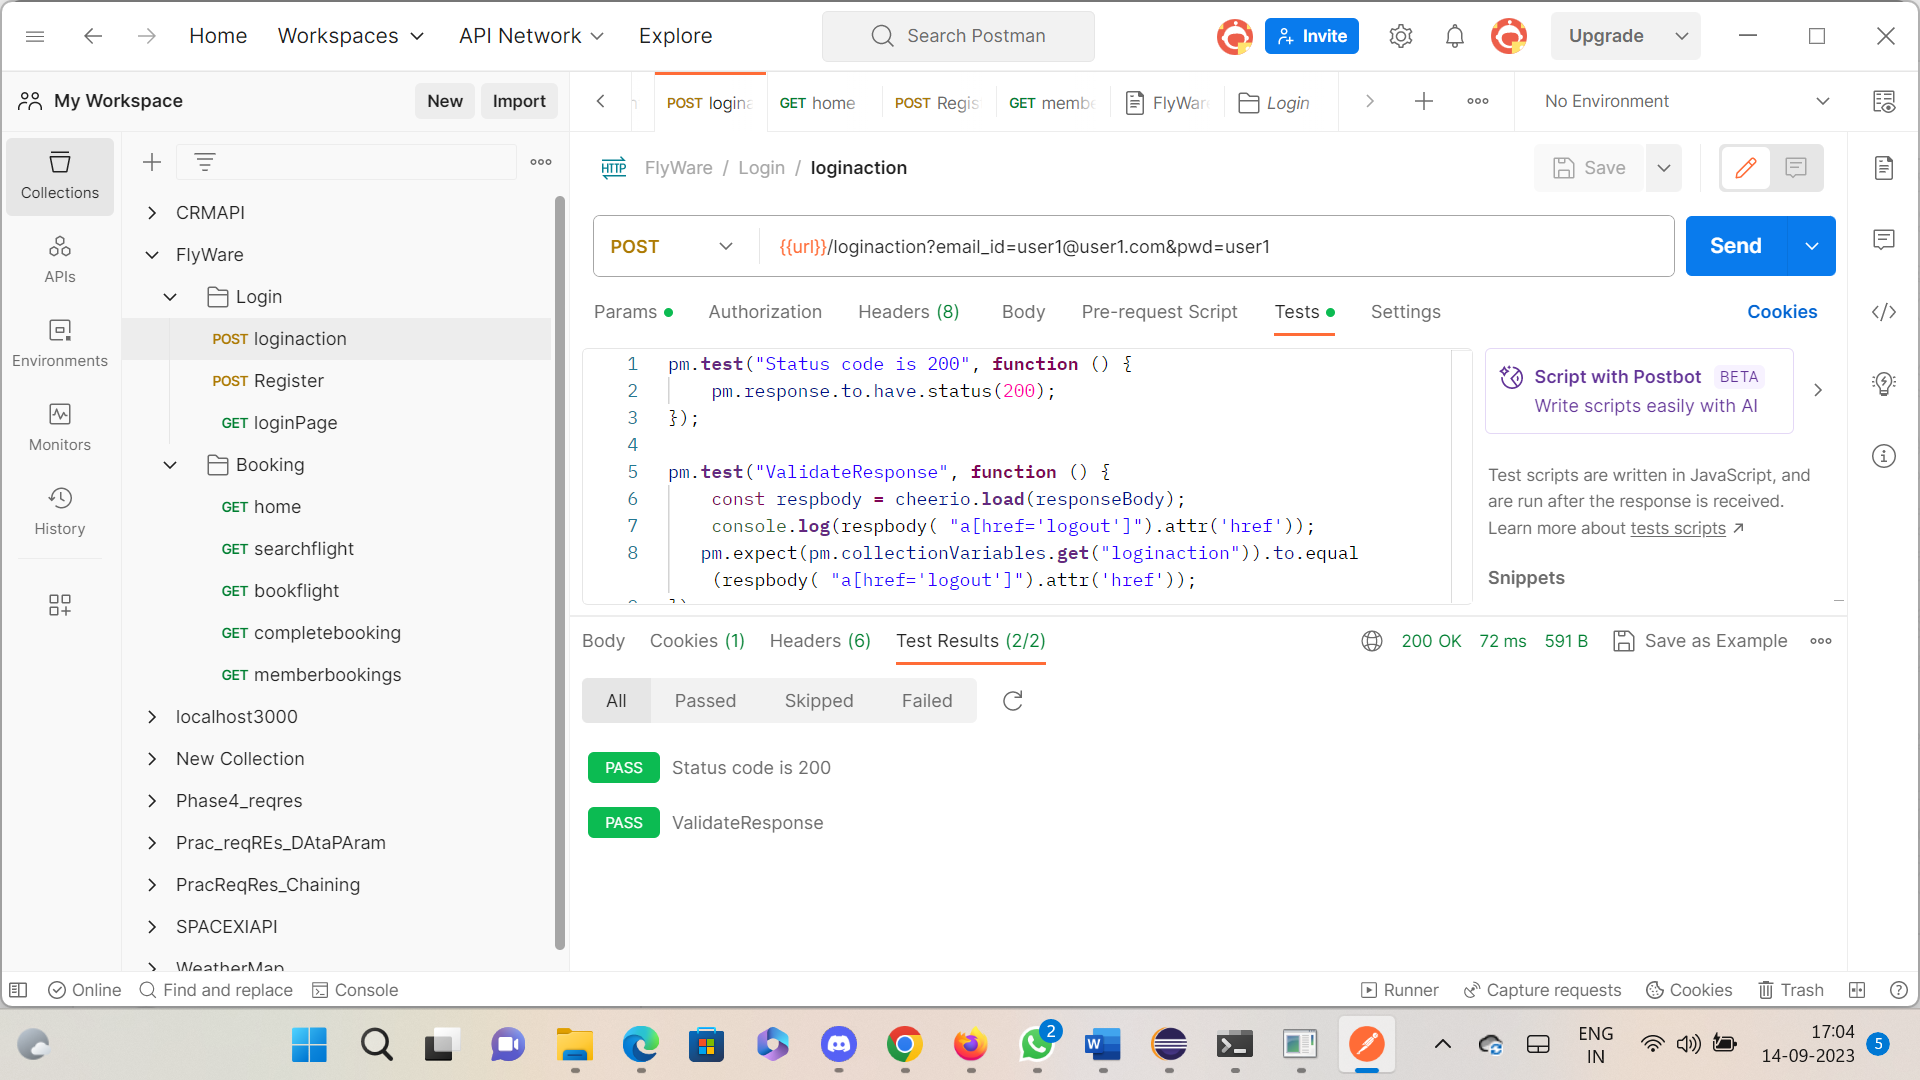 Home Workspaces API Network Explore Search Postman Invite Upgrade
My Workspace New Import
POST login GET home POST Regis GET membe FlyWar Login
No Environment
Collections
APIs
Environments
Monitors
History
CRMAPI
FlyWare
Login
POST loginaction
POST Register
GET loginPage
Booking
GET home
GET searchflight
GET bookflight
GET completebooking
GET memberbookings
localhost3000
New Collection
Phase4_reqres
Prac_reqREs_DAtaPAram
PracReqRes_Chaining
SPACEXIAPI
WeatherMap
HTTP FlyWare / Login / loginaction Save
POST {{url}}/loginaction?email_id=user1@user1.com&pwd=user1 Send
Params Authorization Headers (8) Body Pre-request Script Tests Settings Cookies
1 pm.test("Status code is 200", function () {
2 pm.response.to.have.status(200);
3 });
4
5 pm.test("ValidateResponse", function () {
6 const respbody = cheerio.load(responseBody);
7 console.log(respbody( "a[href='logout']").attr('href'));
8 pm.expect(pm.collectionVariables.get("loginaction")).to.equal
(respbody( "a[href='logout']").attr('href'));
Script with Postbot BETA
Write scripts easily with AI
Test scripts are written in JavaScript, and
are run after the response is received.
Learn more about tests scripts
Snippets
Body Cookies (1) Headers (6) Test Results (2/2) 200 OK 72 ms 591 B Save as Example
All Passed Skipped Failed
PASS Status code is 200
PASS ValidateResponse
Online Find and replace Console Runner Capture requests Cookies Trash
2
ENG
IN
17:04
14-09-2023
5